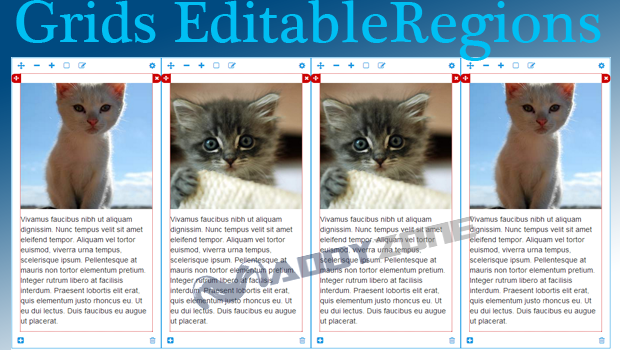 Grids EditableRegions
Vivamus faucibus nibh ut aliquam
dignissim. Nunc tempus velit sit amet
eleifend tempor. Aliquam vel tortor
euismod, viverra urna tempus,
scelerisque ipsum. Pellentesque at
mauris non tortor elementum pretium.
Integer rutrum libero at facilisis
interdum. Praesent lobortis elit erat,
quis elementum justo rhoncus eu. Ut
eu dui lectus. Duis faucibus eu augue
ut placerat.
Vivamus faucibus nibh ut aliquam
dignissim. Nunc tempus velit sit amet
eleifend tempor. Aliquam vel tortor
euismod, viverra urna tempus,
scelerisque ipsum. Pellentesque at
mauris non tortor elementum pretium.
Integer rutrum libero at facilisis
interdum. Praesent lobortis elit erat,
quis elementum justo rhoncus eu. Ut
eu dui lectus. Duis faucibus eu augue
ut placerat.
Vivamus faucibus nibh ut aliquam
dignissim. Nunc tempus velit sit amet
eleifend tempor. Aliquam vel tortor
euismod, viverra urna tempus,
scelerisque ipsum. Pellentesque at
mauris non tortor elementum pretium.
Integer rutrum libero at facilisis
interdum. Praesent lobortis elit erat,
quis elementum justo rhoncus eu. Ut
eu dui lectus. Duis faucibus eu augue
ut placerat.
Vivamus faucibus nibh ut aliquam
dignissim. Nunc tempus velit sit amet
eleifend tempor. Aliquam vel tortor
euismod, viverra urna tempus,
scelerisque ipsum. Pellentesque at
mauris non tortor elementum pretium.
Integer rutrum libero at facilisis
interdum. Praesent lobortis elit erat,
quis elementum justo rhoncus eu. Ut
eu dui lectus. Duis faucibus eu augue
ut placerat.